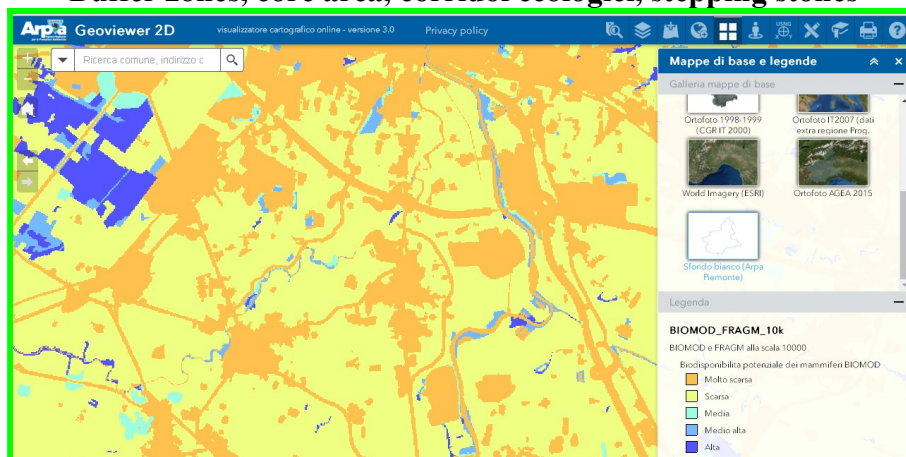 Buffer zones, core area, corridoi ecologici, stepping stones
Arpa Geoviewer 2D visualizzatore cartografico online - versione 3.0 Privacy policy
USNG
Ricerca comune, indirizzo c
Mappe di base e legende
Galleria mappe di base
Ortofoto 1998-1999
(CGR IT 2000)
Ortofoto IT2007 (dati
extra regione Prog.
World Imagery (ESRI)
Ortofoto AGEA 2015
Sfondo bianco (Arpa
Piemonte)
Legenda
BIOMOD_FRAGM_10k
BIOMOD e FRAGM alla scala 10000
Biodisponibilita potenziale dei mammiferi BIOMOD
Molto scarsa
Scarsa
Media
Medio alta
Alta